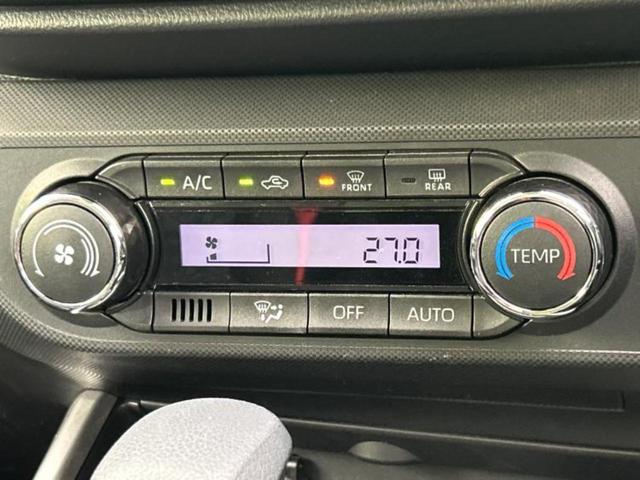 A/C
FRONT
REAR
27.0
TEMP
OFF
AUTO